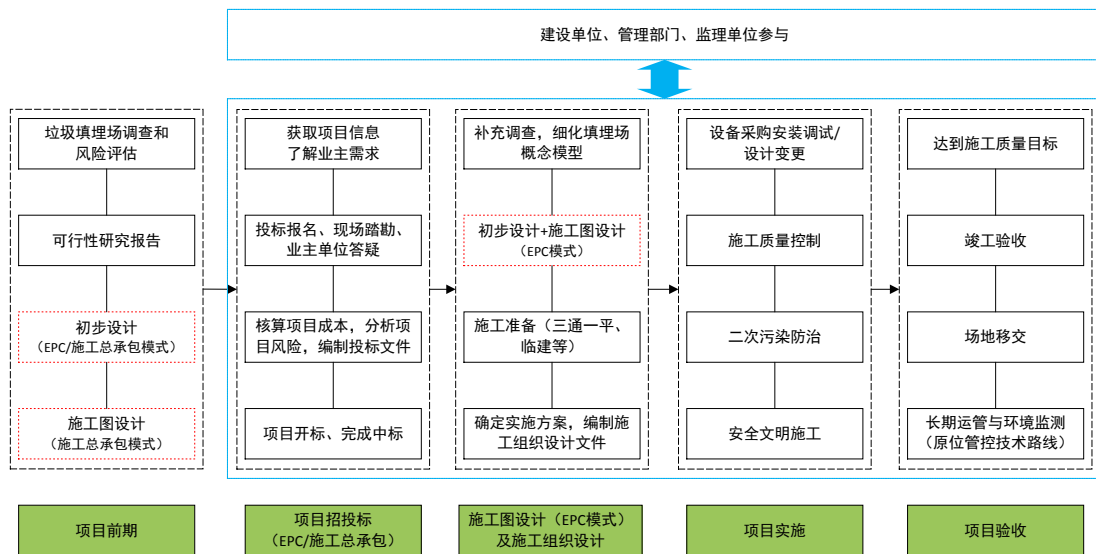 建设单位、管理部门、监理单位参与
垃圾填埋场调查和
风险评估
可行性研究报告
初步设计
(EPC/施工总承包模式)
施工图设计
(施工总承包模式)
获取项目信息
了解业主需求
投标报名、现场踏勘、
业主单位答疑
核算项目成本,分析项
目风险,编制投标文件
项目开标、完成中标
补充调查,细化填埋场
概念模型
初步设计+施工图设计
(EPC模式)
施工准备(三通一平、
临建等)
确定实施方案,编制施
工组织设计文件
设备采购安装调试/
设计变更
施工质量控制
二次污染防治
安全文明施工
达到施工质量目标
竣工验收
场地移交
长期运管与环境监测
(原位管控技术路线)
项目前期
项目招投标
(EPC/施工总承包)
施工图设计(EPC模式)
及施工组织设计
项目实施
项目验收